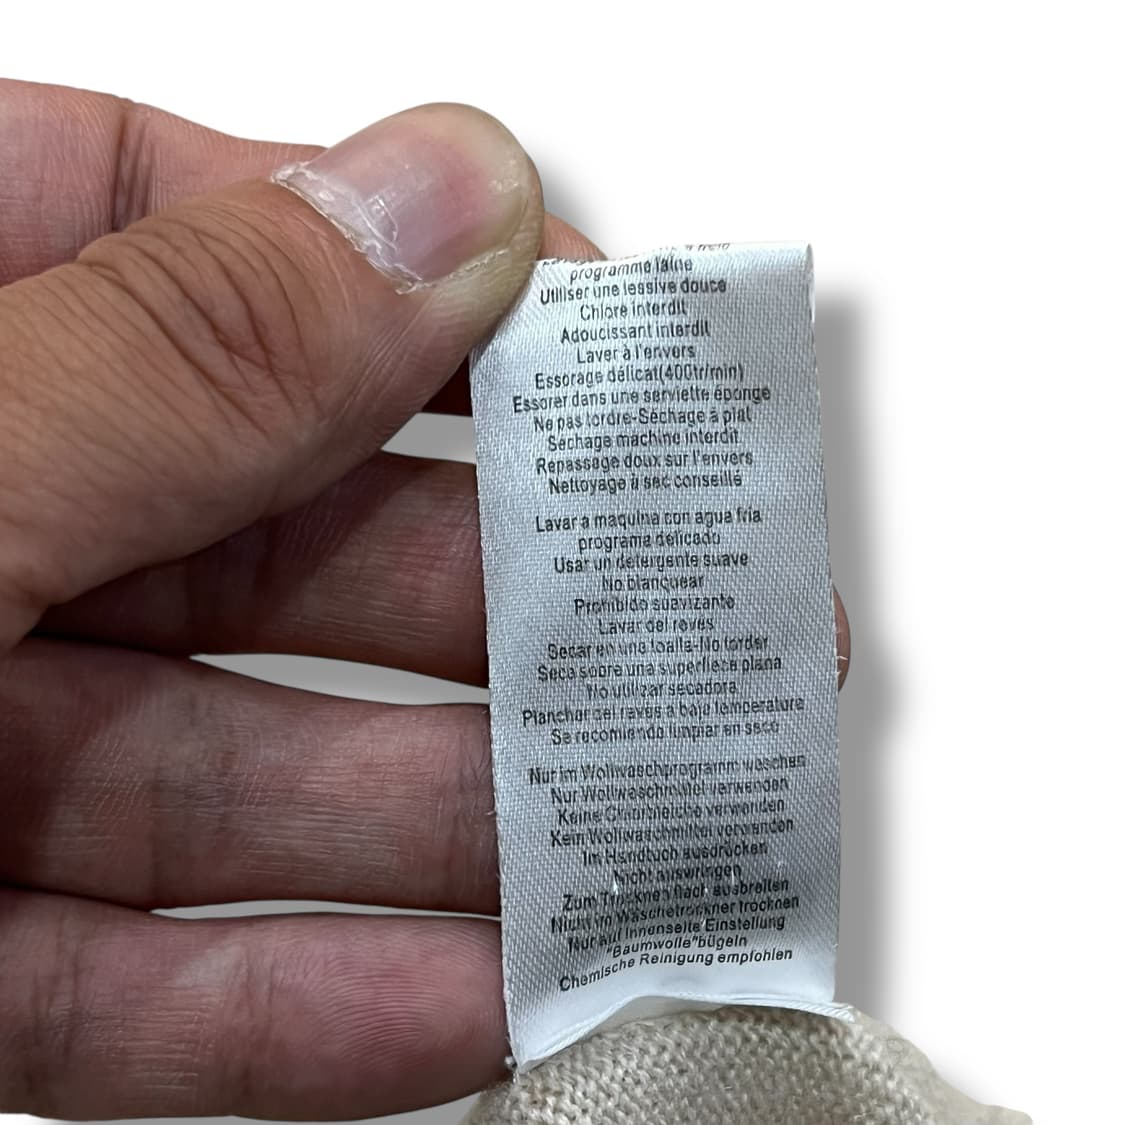 programme laine
Utiliser une lessive douce
Chlore interdit
Adoucissant interdit
Laver à l'envers
Essorage délicat(400tr/min)
Essorer dans une serviette éponge
Ne pas tordre-Séchage à plat
Séchage machine interdit
Repassage doux sur l'envers
Nettoyage à sec conseillé
Lavar a maquina con agua fria
programa delicado
Usar un detergente suave
No blanquear
Prohibido suavizante
Lavar del reves
Secar en una toalla-No torder
Seca sobre una superfiece plana
No utilizar secadora
Planchar del reves a baje temperature
Se recomiendo limpiar en seco
Nur im Wollwaschprogramm waschen
Nur Wollwaschmittel verwenden
Keine Chlorbleiche verwenden
Kein Wollwaschmittel verwenden
Im Handtuch ausdrücken
Nicht auswringen
Zum Trocknen flach ausbreiten
Nicht im Wäschetrockner trocknen
Nur auf Innenseite Einstellung
"Baumwolle"bügeln
Chemische Reinigung empfohlen